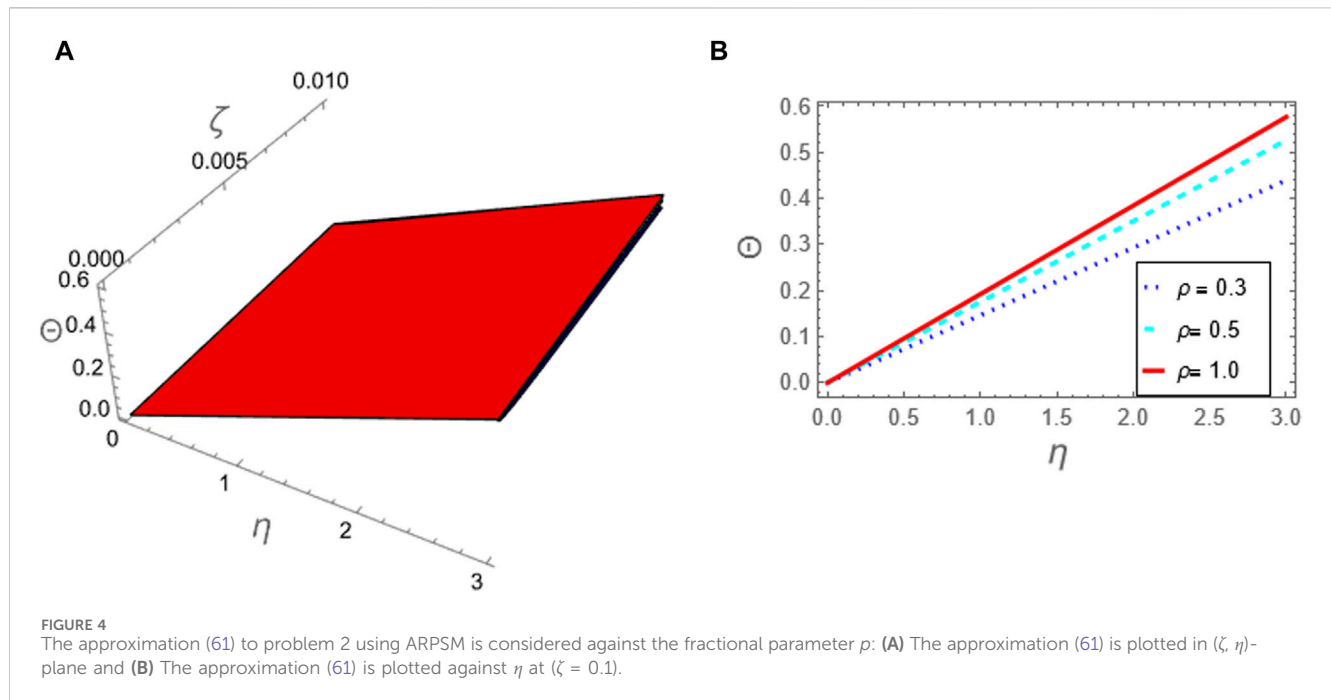 A
0.010
ζ
0.005
0.000
0.6
Θ 0.4
0.2
0.0
0
1
2
3
η
B
0.6
0.5
0.4
0.3
0.2
0.1
0.0
Θ
ρ = 0.3
ρ= 0.5
ρ= 1.0
0.0 0.5 1.0 1.5 2.0 2.5 3.0
η
FIGURE 4
The approximation (61) to problem 2 using ARPSM is considered against the fractional parameter p: (A) The approximation (61) is plotted in (ζ, η)-
plane and (B) The approximation (61) is plotted against η at (ζ = 0.1).